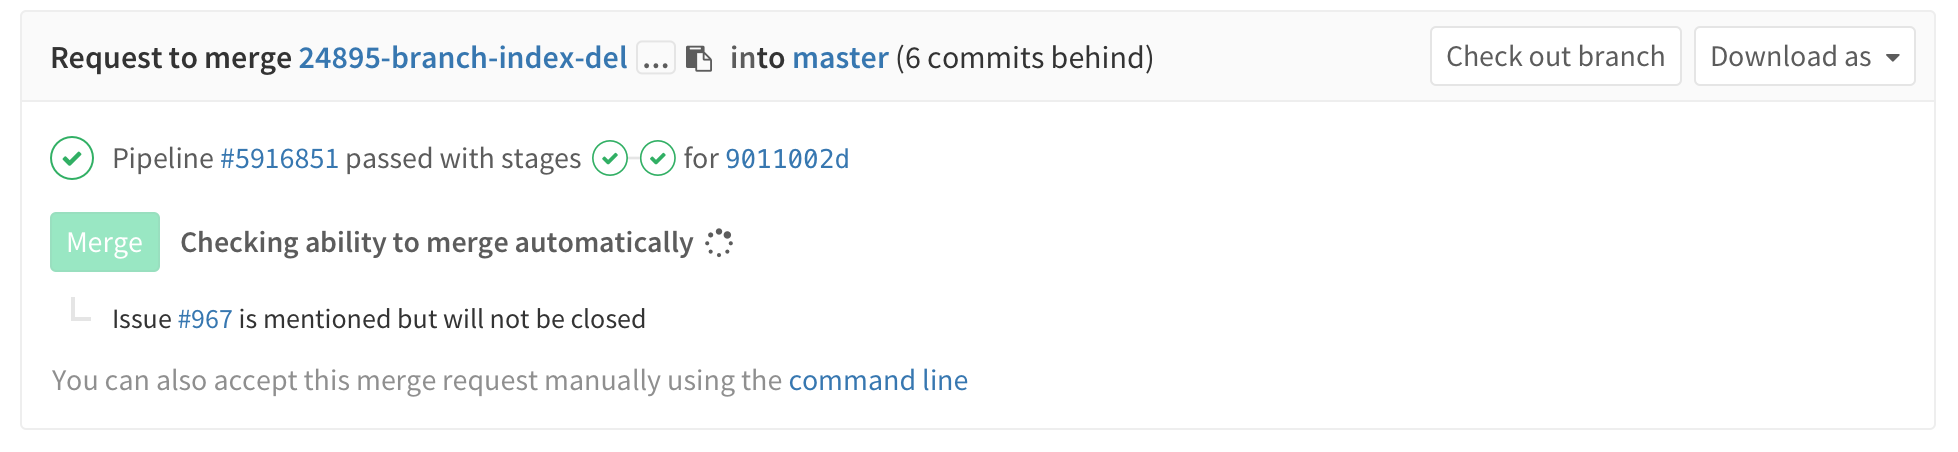 Request to merge 24895-branch-index-del ... into master (6 commits behind) Check out branch Download as
Pipeline #5916851 passed with stages for 9011002d
Merge Checking ability to merge automatically
Issue #967 is mentioned but will not be closed
You can also accept this merge request manually using the command line